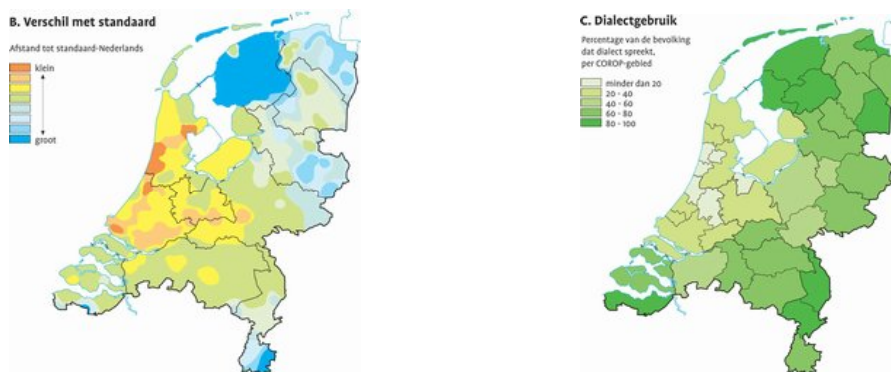 B. Verschil met standaard
Afstand tot standaard-Nederlands
klein
groot
C. Dialectgebruik
Percentage van de bevolking
dat dialect spreekt,
per COROP-gebied
minder dan 20
20 - 40
40 - 60
60 - 80
80 - 100